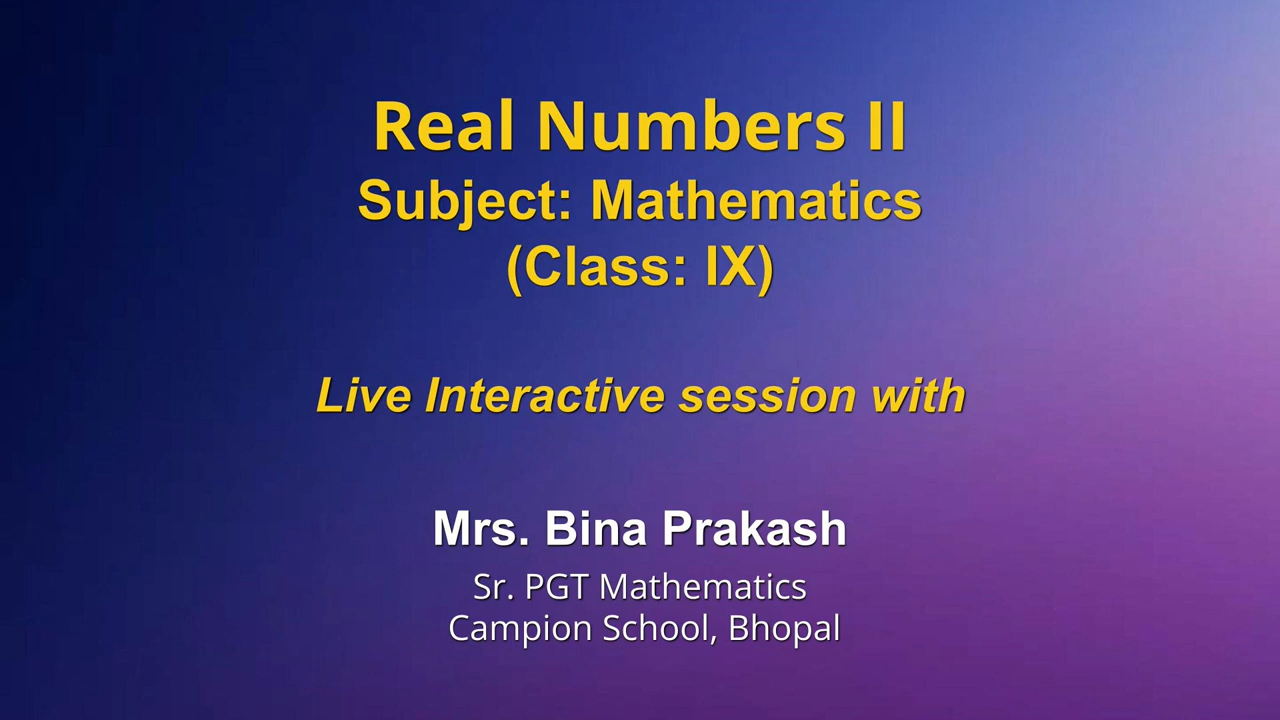 Real Numbers II
Subject: Mathematics
(Class: IX)
Live Interactive session with
Mrs. Bina Prakash
Sr. PGT Mathematics
Campion School, Bhopal